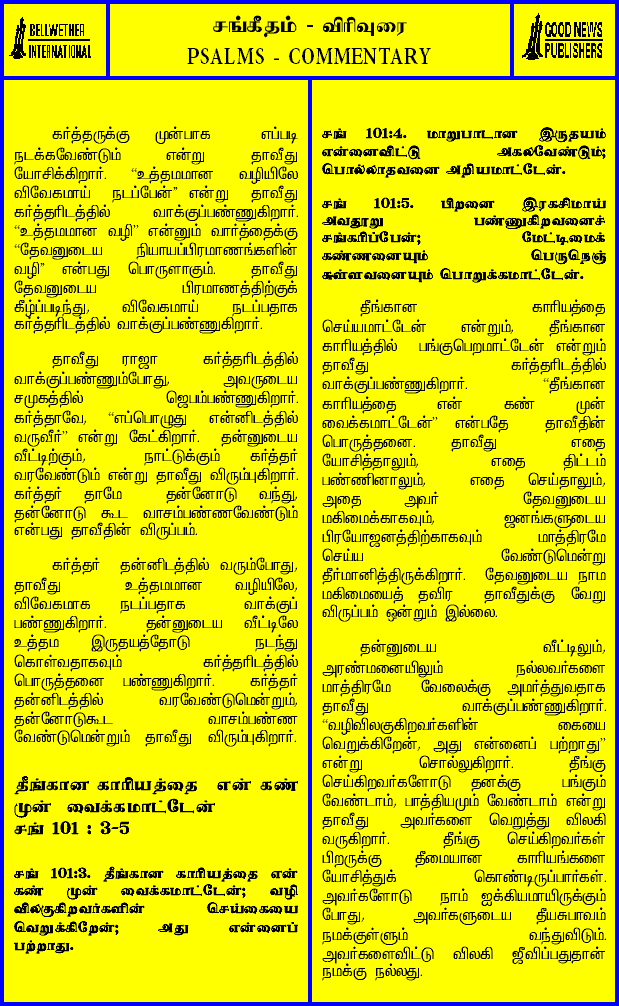 BELLWETHER
INTERNATIONAL
சங்கீதம் - விரிவுரை
PSALMS - COMMENTARY
GOOD NEWS
PUBLISHERS
கர்த்தருக்கு முன்பாக எப்படி
நடக்கவேண்டும் என்று தாவீது
யோசிக்கிறார். “உத்தமமான வழியிலே
விவேகமாய் நடப்பேன்” என்று தாவீது
கர்த்தரிடத்தில் வாக்குப்பண்ணுகிறார்.
“உத்தமமான வழி” என்னும் வார்த்தைக்கு
“தேவனுடைய நியாயப்பிரமாணங்களின்
வழி” என்பது பொருளாகும். தாவீது
தேவனுடைய பிரமாணத்திற்குக்
கீழ்ப்படிந்து, விவேகமாய் நடப்பதாக
கர்த்தரிடத்தில் வாக்குப்பண்ணுகிறார்.
தாவீது ராஜா கர்த்தரிடத்தில்
வாக்குப்பண்ணும்போது, அவருடைய
சமுகத்தில் ஜெபம்பண்ணுகிறார்.
கர்த்தாவே, “எப்பொழுது என்னிடத்தில்
வருவீர்” என்று கேட்கிறார். தன்னுடைய
வீட்டிற்கும், நாட்டுக்கும் கர்த்தர்
வரவேண்டும் என்று தாவீது விரும்புகிறார்.
கர்த்தர் தாமே தன்னோடு வந்து,
தன்னோடு கூட வாசம்பண்ணவேண்டும்
என்பது தாவீதின் விருப்பம்.
கர்த்தர் தன்னிடத்தில் வரும்போது,
தாவீது உத்தமமான வழியிலே,
விவேகமாக நடப்பதாக வாக்குப்
பண்ணுகிறார். தன்னுடைய வீட்டிலே
உத்தம இருதயத்தோடு நடந்து
கொள்வதாகவும் கர்த்தரிடத்தில்
பொருத்தனை பண்ணுகிறார். கர்த்தர்
தன்னிடத்தில் வரவேண்டுமென்றும்,
தன்னோடுகூட வாசம்பண்ண
வேண்டுமென்றும் தாவீது விரும்புகிறார்.
தீங்கான காரியத்தை என் கண்
முன் வைக்கமாட்டேன்
சங் 101 : 3-5
சங் 101:3. தீங்கான காரியத்தை என்
கண் முன் வைக்கமாட்டேன்; வழி
விலகுகிறவர்களின் செய்கையை
வெறுக்கிறேன்; அது என்னைப்
பற்றாது.
சங் 101:4. மாறுபாடான இருதயம்
என்னைவிட்டு அகலவேண்டும்;
பொல்லாதவனை அறியமாட்டேன்.
சங் 101:5. பிறனை இரகசிமாய்
அவதூறு பண்ணுகிறவனைச்
சங்கரிப்பேன்; மேட்டிமைக்
கண்ணனையும் பெருநெஞ்
சுள்ளவனையும் பொறுக்கமாட்டேன்.
தீங்கான காரியத்தை
செய்யமாட்டேன் என்றும், தீங்கான
காரியத்தில் பங்குபெறமாட்டேன் என்றும்
தாவீது கர்த்தரிடத்தில்
வாக்குப்பண்ணுகிறார். “தீங்கான
காரியத்தை என் கண் முன்
வைக்கமாட்டேன்” என்பதே தாவீதின்
பொருத்தனை. தாவீது எதை
யோசித்தாலும், எதை திட்டம்
பண்ணினாலும், எதை செய்தாலும்,
அதை அவர் தேவனுடைய
மகிமைக்காகவும், ஜனங்களுடைய
பிரயோஜனத்திற்காகவும் மாத்திரமே
செய்ய வேண்டுமென்று
தீர்மானித்திருக்கிறார். தேவனுடைய நாம
மகிமையைத் தவிர தாவீதுக்கு வேறு
விருப்பம் ஒன்றும் இல்லை.
தன்னுடைய வீட்டிலும்,
அரண்மனையிலும் நல்லவர்களை
மாத்திரமே வேலைக்கு அமர்த்துவதாக
தாவீது வாக்குப்பண்ணுகிறார்.
“வழிவிலகுகிறவர்களின் கையை
வெறுக்கிறேன், அது என்னைப் பற்றாது”
என்று சொல்லுகிறார். தீங்கு
செய்கிறவர்களோடு தனக்கு பங்கும்
வேண்டாம், பாத்தியமும் வேண்டாம் என்று
தாவீது அவர்களை வெறுத்து விலகி
வருகிறார். தீங்கு செய்கிறவர்கள்
பிறருக்கு தீமையான காரியங்களை
யோசித்துக் கொண்டிருப்பார்கள்.
அவர்களோடு நாம் ஐக்கியமாயிருக்கும்
போது, அவர்களுடைய தீயசுபாவம்
நமக்குள்ளும் வந்துவிடும்.
அவர்களைவிட்டு விலகி ஜீவிப்பதுதான்
நமக்கு நல்லது.